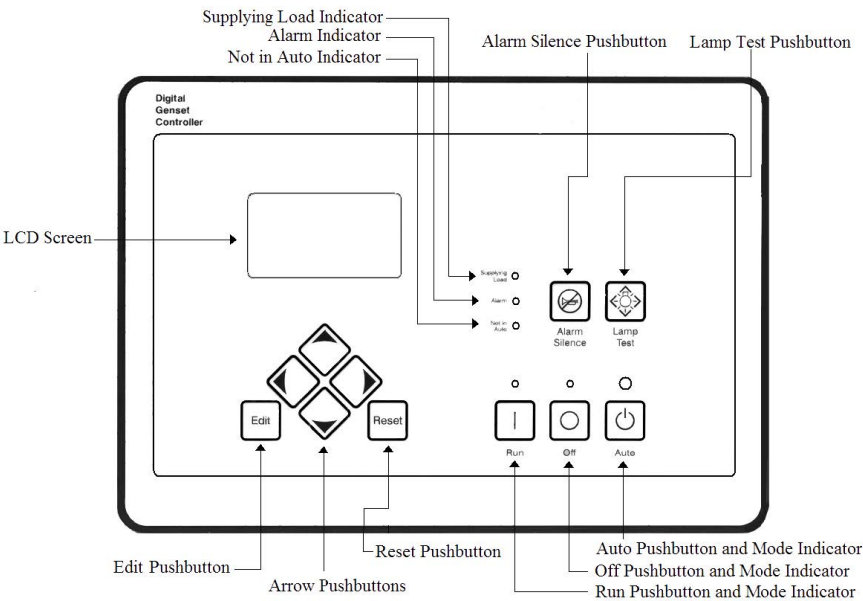 Supplying Load Indicator
Alarm Indicator
Not in Auto Indicator
Alarm Silence Pushbutton
Lamp Test Pushbutton
Digital
Genset
Controller
LCD Screen
Supplying
Load
Alarm
Not in
Auto
Alarm
Silence
Lamp
Test
Edit
Reset
Run
Off
Auto
Edit Pushbutton
Arrow Pushbuttons
Reset Pushbutton
Auto Pushbutton and Mode Indicator
Off Pushbutton and Mode Indicator
Run Pushbutton and Mode Indicator